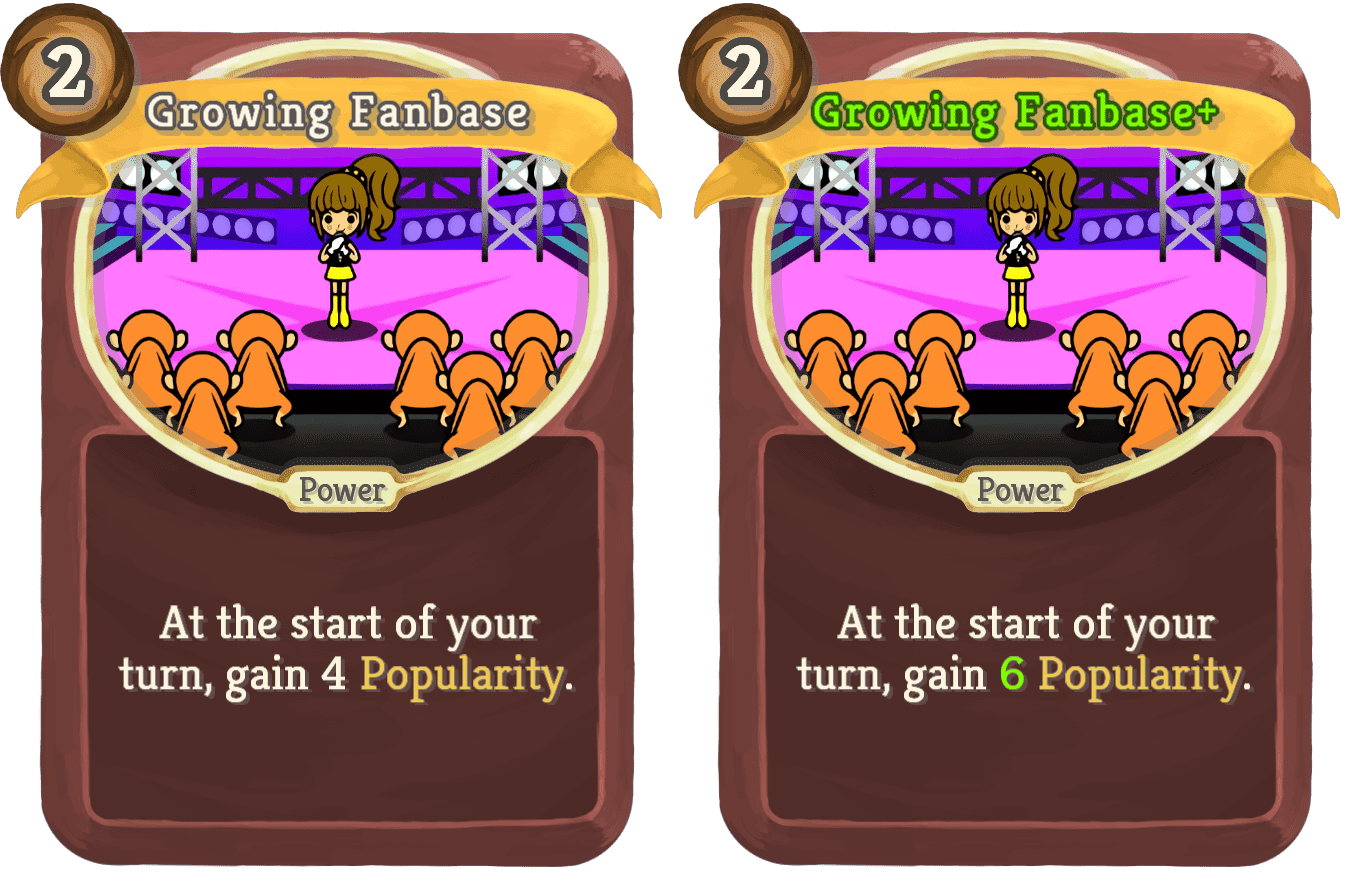 2
Growing Fanbase
Power
At the start of your
turn, gain 4 Popularity.
2
Growing Fanbase+
Power
At the start of your
turn, gain 6 Popularity.